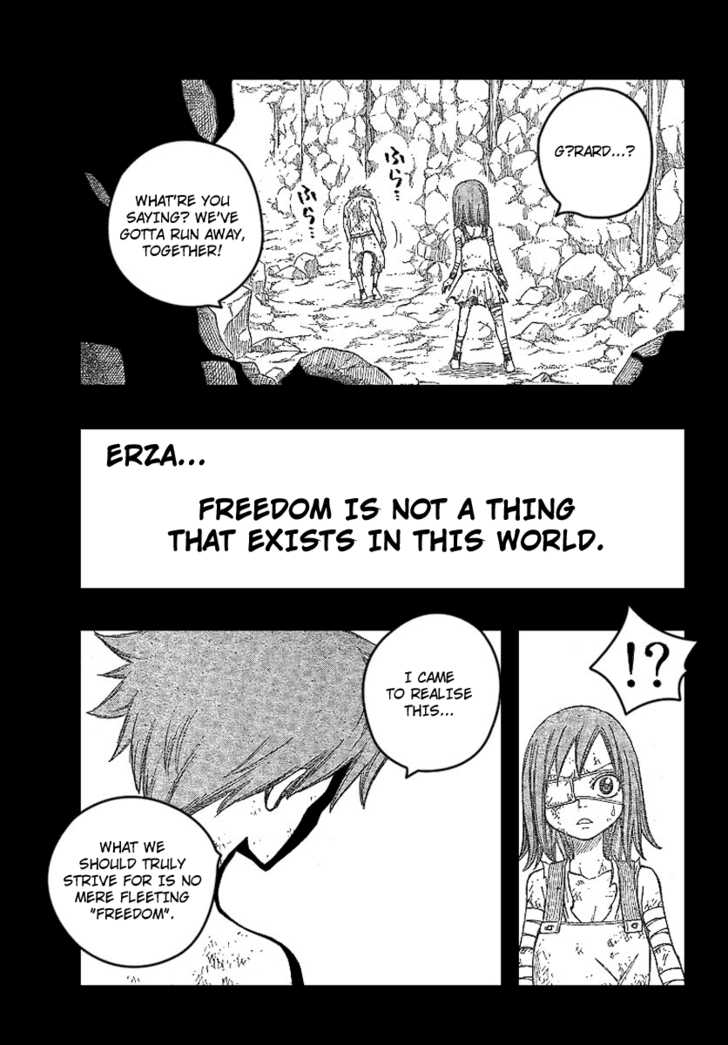 G?RARD...?
WHAT'RE YOU
SAYING? WE'VE
GOTTA RUN AWAY,
TOGETHER!
ふら…
ふら…
ERZA...
FREEDOM IS NOT A THING
THAT EXISTS IN THIS WORLD.
!?
I CAME
TO REALISE
THIS...
WHAT WE
SHOULD TRULY
STRIVE FOR IS NO
MERE FLEETING
"FREEDOM".